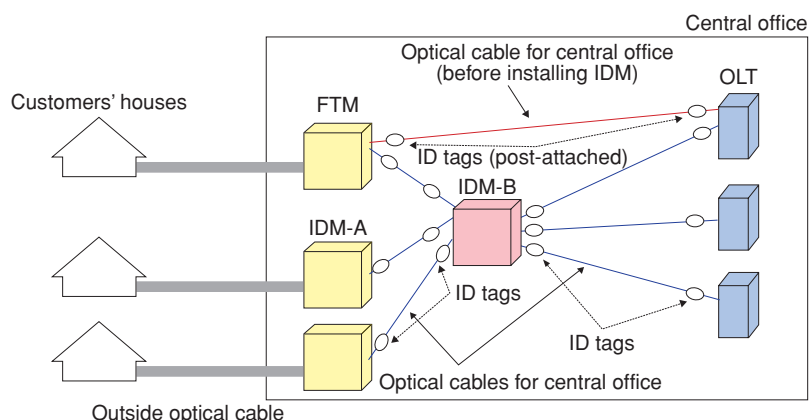 Central office
Optical cable for central office
(before installing IDM)
OLT
Customers' houses
FTM
ID tags (post-attached)
IDM-B
IDM-A
ID tags
ID tags
Optical cables for central office
Outside optical cable